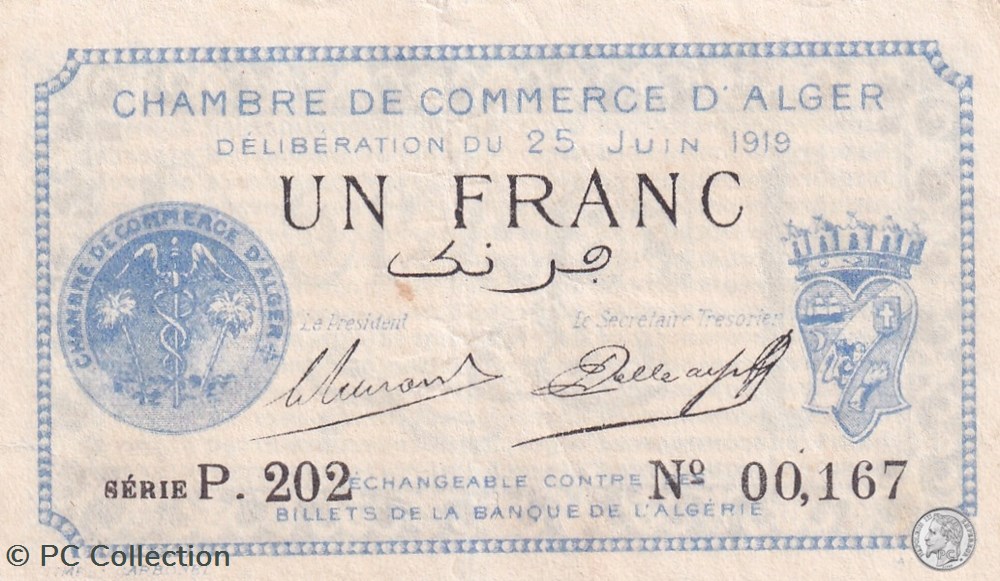 CHAMBRE DE COMMERCE D'ALGER
DÉLIBÉRATION DU 25 JUIN 1919
UN FRANC
فرنك
CHAMBRE DE COMMERCE D'ALGER
Le Président
Le Secrétaire Trésorier
SÉRIE P. 202
Nº 00,167
ÉCHANGEABLE CONTRE DES
BILLETS DE LA BANQUE DE L'ALGÉRIE
© PC Collection